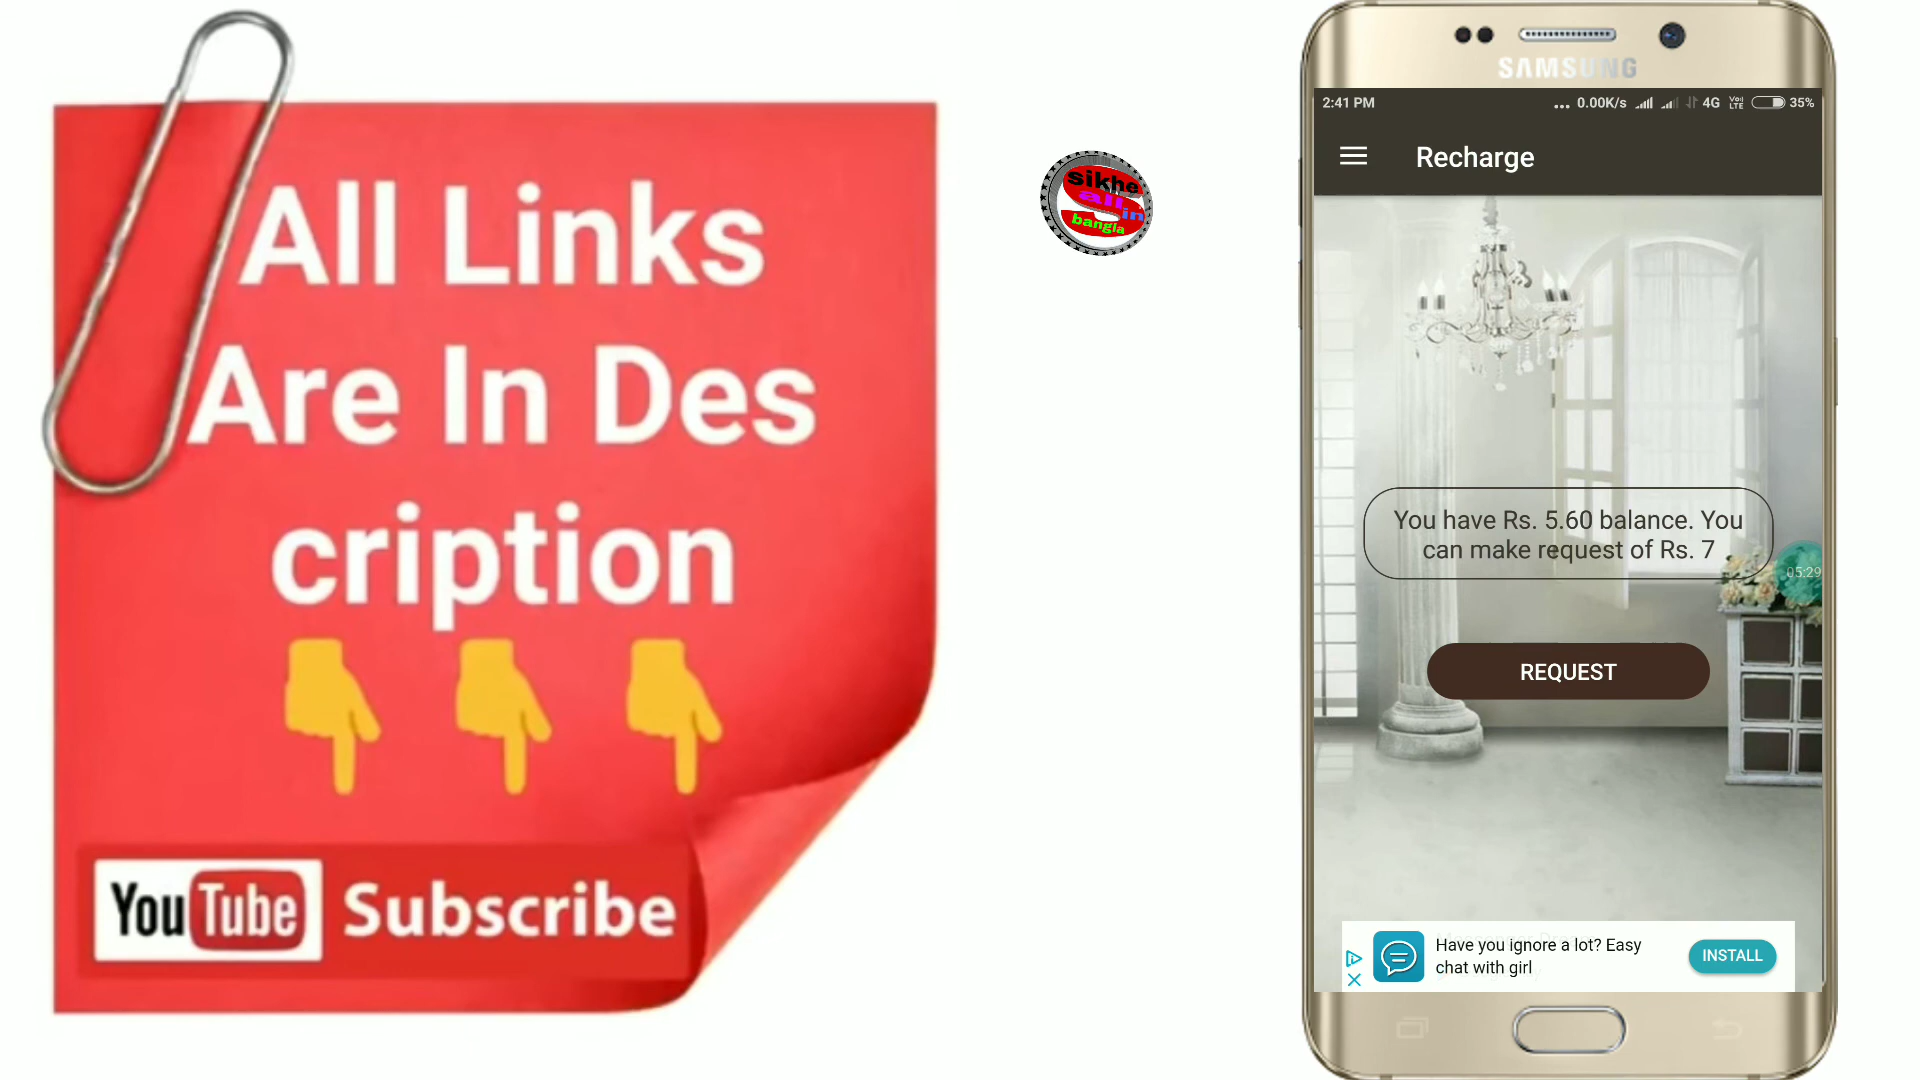 All Links
Are In Des
cription
YouTube Subscribe
sikhe
all in
bangla
SAMSUNG
2:41 PM
... 0.00K/s 4G VoLTE 35%
Recharge
You have Rs. 5.60 balance. You
can make request of Rs. 7
05:29
REQUEST
Have you ignore a lot? Easy
chat with girl
INSTALL